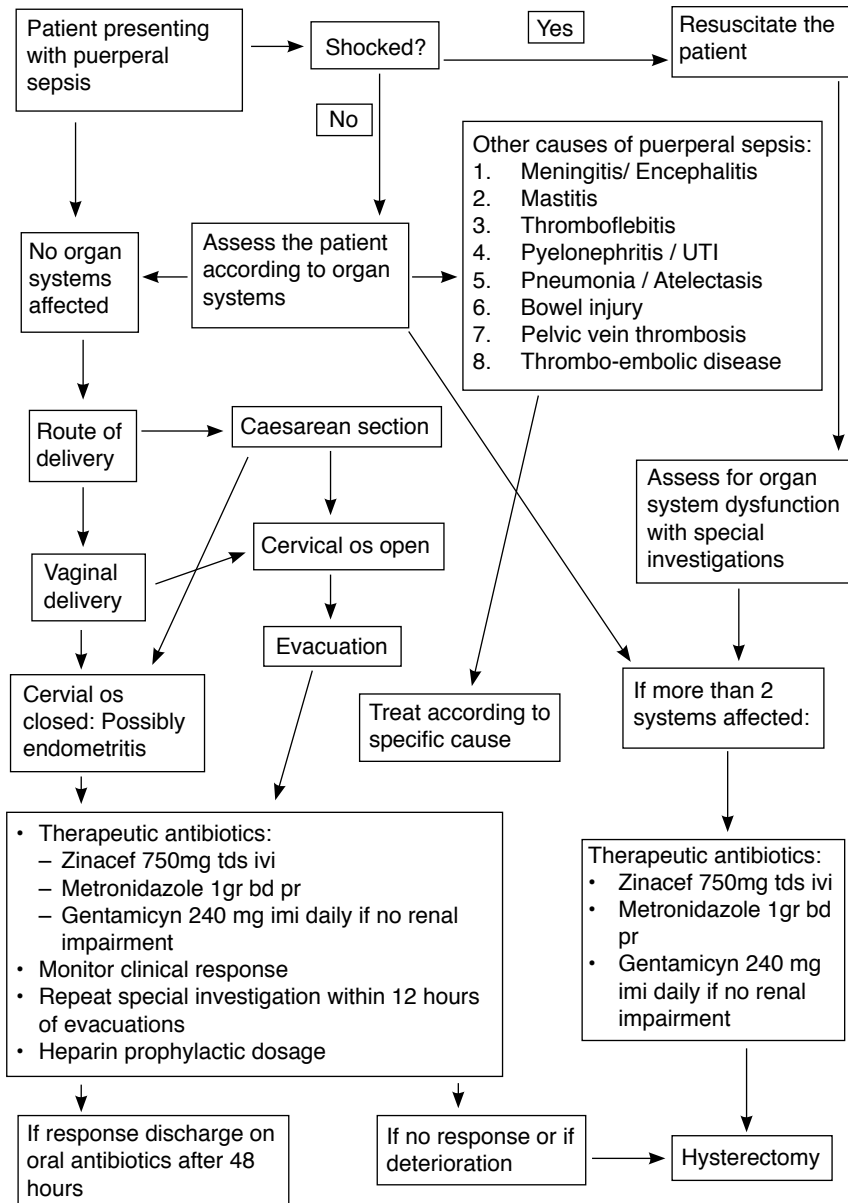 Patient presenting
with puerperal
sepsis
Shocked?
Yes
Resuscitate the
patient
No
Other causes of puerperal sepsis:
1. Meningitis/ Encephalitis
2. Mastitis
3. Thromboflebitis
4. Pyelonephritis / UTI
5. Pneumonia / Atelectasis
6. Bowel injury
7. Pelvic vein thrombosis
8. Thrombo-embolic disease
No organ
systems
affected
Assess the patient
according to organ
systems
Route of
delivery
Caesarean section
Assess for organ
system dysfunction
with special
investigations
Vaginal
delivery
Cervical os open
Evacuation
Cervial os
closed: Possibly
endometritis
Treat according to
specific cause
If more than 2
systems affected:
• Therapeutic antibiotics:
– Zinacef 750mg tds ivi
– Metronidazole 1gr bd pr
– Gentamicyn 240 mg imi daily if no renal
impairment
• Monitor clinical response
• Repeat special investigation within 12 hours
of evacuations
• Heparin prophylactic dosage
Therapeutic antibiotics:
• Zinacef 750mg tds ivi
• Metronidazole 1gr bd
pr
• Gentamicyn 240 mg
imi daily if no renal
impairment
If response discharge on
oral antibiotics after 48
hours
If no response or if
deterioration
Hysterectomy